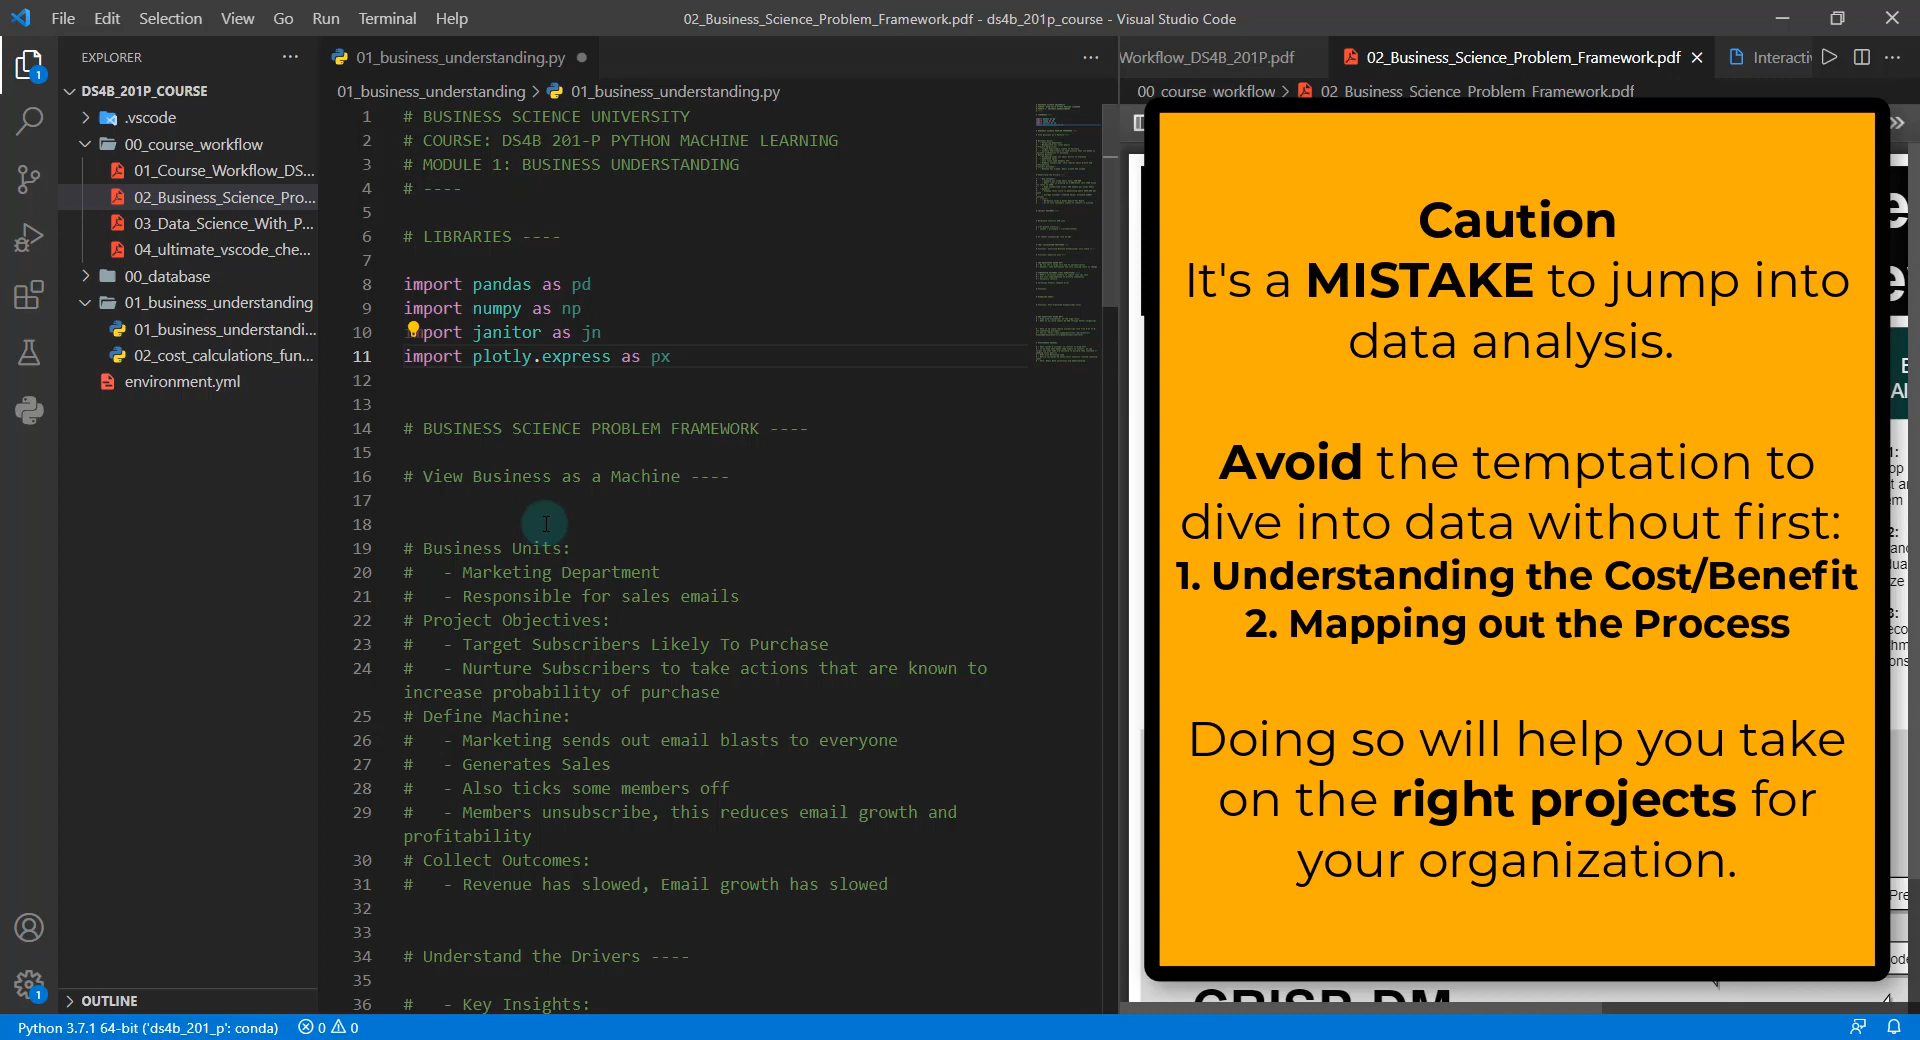 File Edit Selection View Go Run Terminal Help
02_Business_Science_Problem_Framework.pdf - ds4b_201p_course - Visual Studio Code
EXPLORER
DS4B_201P_COURSE
.vscode
00_course_workflow
01_Course_Workflow_DS...
02_Business_Science_Pro...
03_Data_Science_With_P...
04_ultimate_vscode_che...
00_database
01_business_understanding
01_business_understandi...
02_cost_calculations_fun...
environment.yml
OUTLINE
01_business_understanding.py
01_business_understanding > 01_business_understanding.py
1 # BUSINESS SCIENCE UNIVERSITY
2 # COURSE: DS4B 201-P PYTHON MACHINE LEARNING
3 # MODULE 1: BUSINESS UNDERSTANDING
4 # ----
5
6 # LIBRARIES ----
7
8 import pandas as pd
9 import numpy as np
10 import janitor as jn
11 import plotly.express as px
12
13
14 # BUSINESS SCIENCE PROBLEM FRAMEWORK ----
15
16 # View Business as a Machine ----
17
18
19 # Business Units:
20 #   - Marketing Department
21 #   - Responsible for sales emails
22 # Project Objectives:
23 #   - Target Subscribers Likely To Purchase
24 #   - Nurture Subscribers to take actions that are known to
increase probability of purchase
25 # Define Machine:
26 #   - Marketing sends out email blasts to everyone
27 #   - Generates Sales
28 #   - Also ticks some members off
29 #   - Members unsubscribe, this reduces email growth and
profitability
30 # Collect Outcomes:
31 #   - Revenue has slowed, Email growth has slowed
32
33
34 # Understand the Drivers ----
35
36 #   - Key Insights:
Workflow_DS4B_201P.pdf
02_Business_Science_Problem_Framework.pdf
Interacti
00_course_workflow > 02_Business_Science_Problem_Framework.pdf
Caution
It's a MISTAKE to jump into
data analysis.
Avoid the temptation to
dive into data without first:
1. Understanding the Cost/Benefit
2. Mapping out the Process
Doing so will help you take
on the right projects for
your organization.
CRISP-DM
Python 3.7.1 64-bit ('ds4b_201_p': conda) 0 0
1
1